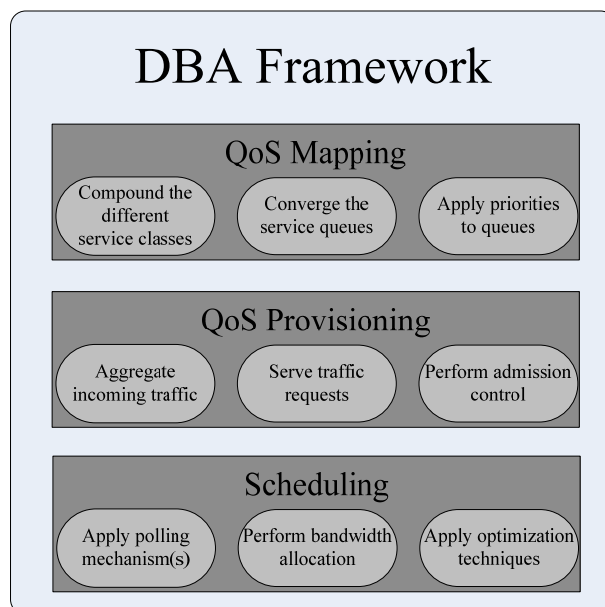 DBA Framework
QoS Mapping
Compound the
different
service classes
Converge the
service queues
Apply priorities
to queues
QoS Provisioning
Aggregate
incoming traffic
Serve traffic
requests
Perform admission
control
Scheduling
Apply polling
mechanism(s)
Perform bandwidth
allocation
Apply optimization
techniques